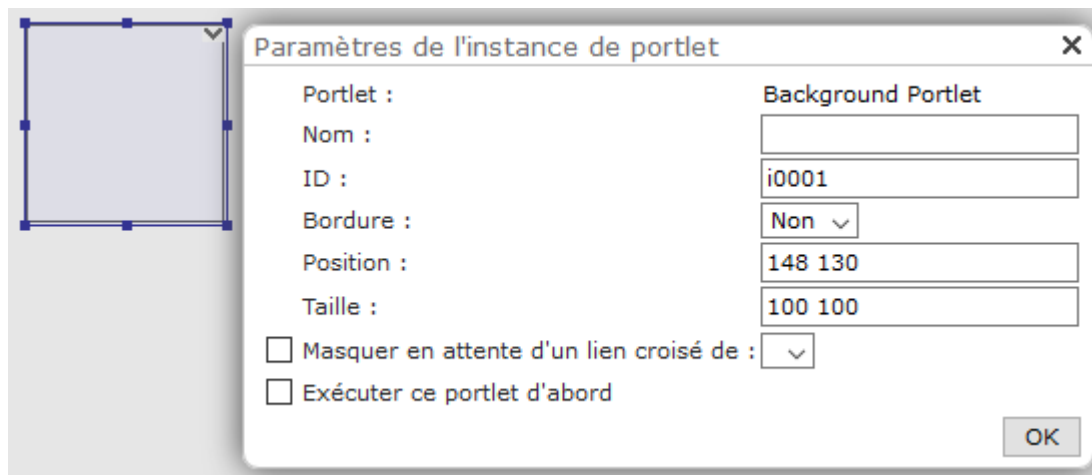 Paramètres de l'instance de portlet
Portlet : Background Portlet
Nom :
ID : i0001
Bordure : Non
Position : 148 130
Taille : 100 100
Masquer en attente d'un lien croisé de :
Exécuter ce portlet d'abord
OK